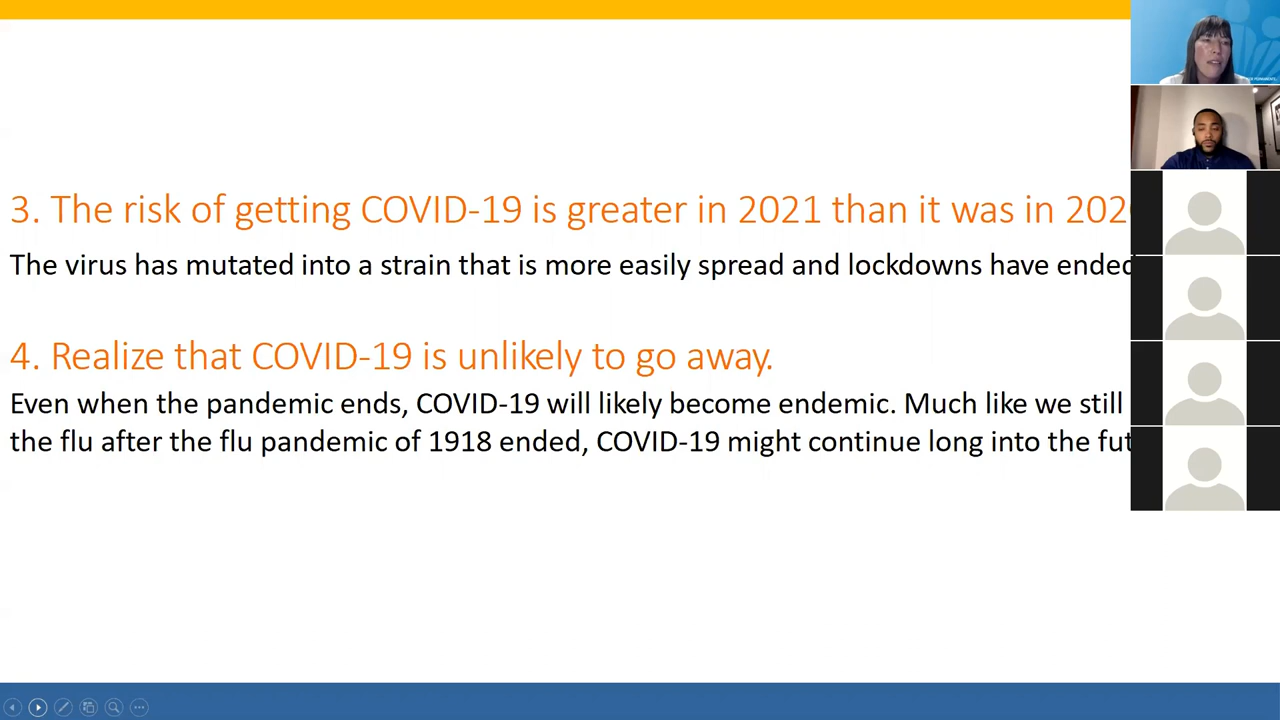 3. The risk of getting COVID-19 is greater in 2021 than it was in 202
The virus has mutated into a strain that is more easily spread and lockdowns have ended
4. Realize that COVID-19 is unlikely to go away.
Even when the pandemic ends, COVID-19 will likely become endemic. Much like we still
the flu after the flu pandemic of 1918 ended, COVID-19 might continue long into the fut